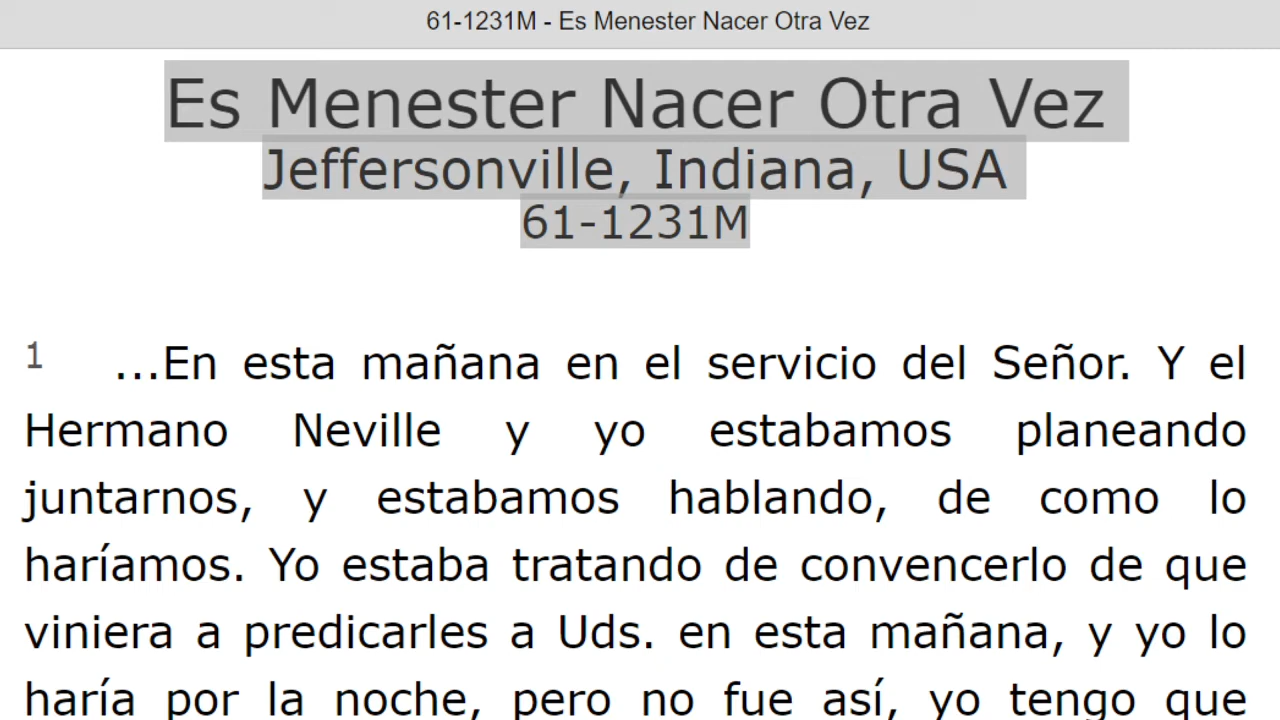 61-1231M - Es Menester Nacer Otra Vez
Es Menester Nacer Otra Vez
Jeffersonville, Indiana, USA
61-1231M
1 ...En esta mañana en el servicio del Señor. Y el
Hermano Neville y yo estabamos planeando
juntarnos, y estabamos hablando, de como lo
haríamos. Yo estaba tratando de convencerlo de que
viniera a predicarles a Uds. en esta mañana, y yo lo
haría por la noche, pero no fue así, yo tengo que